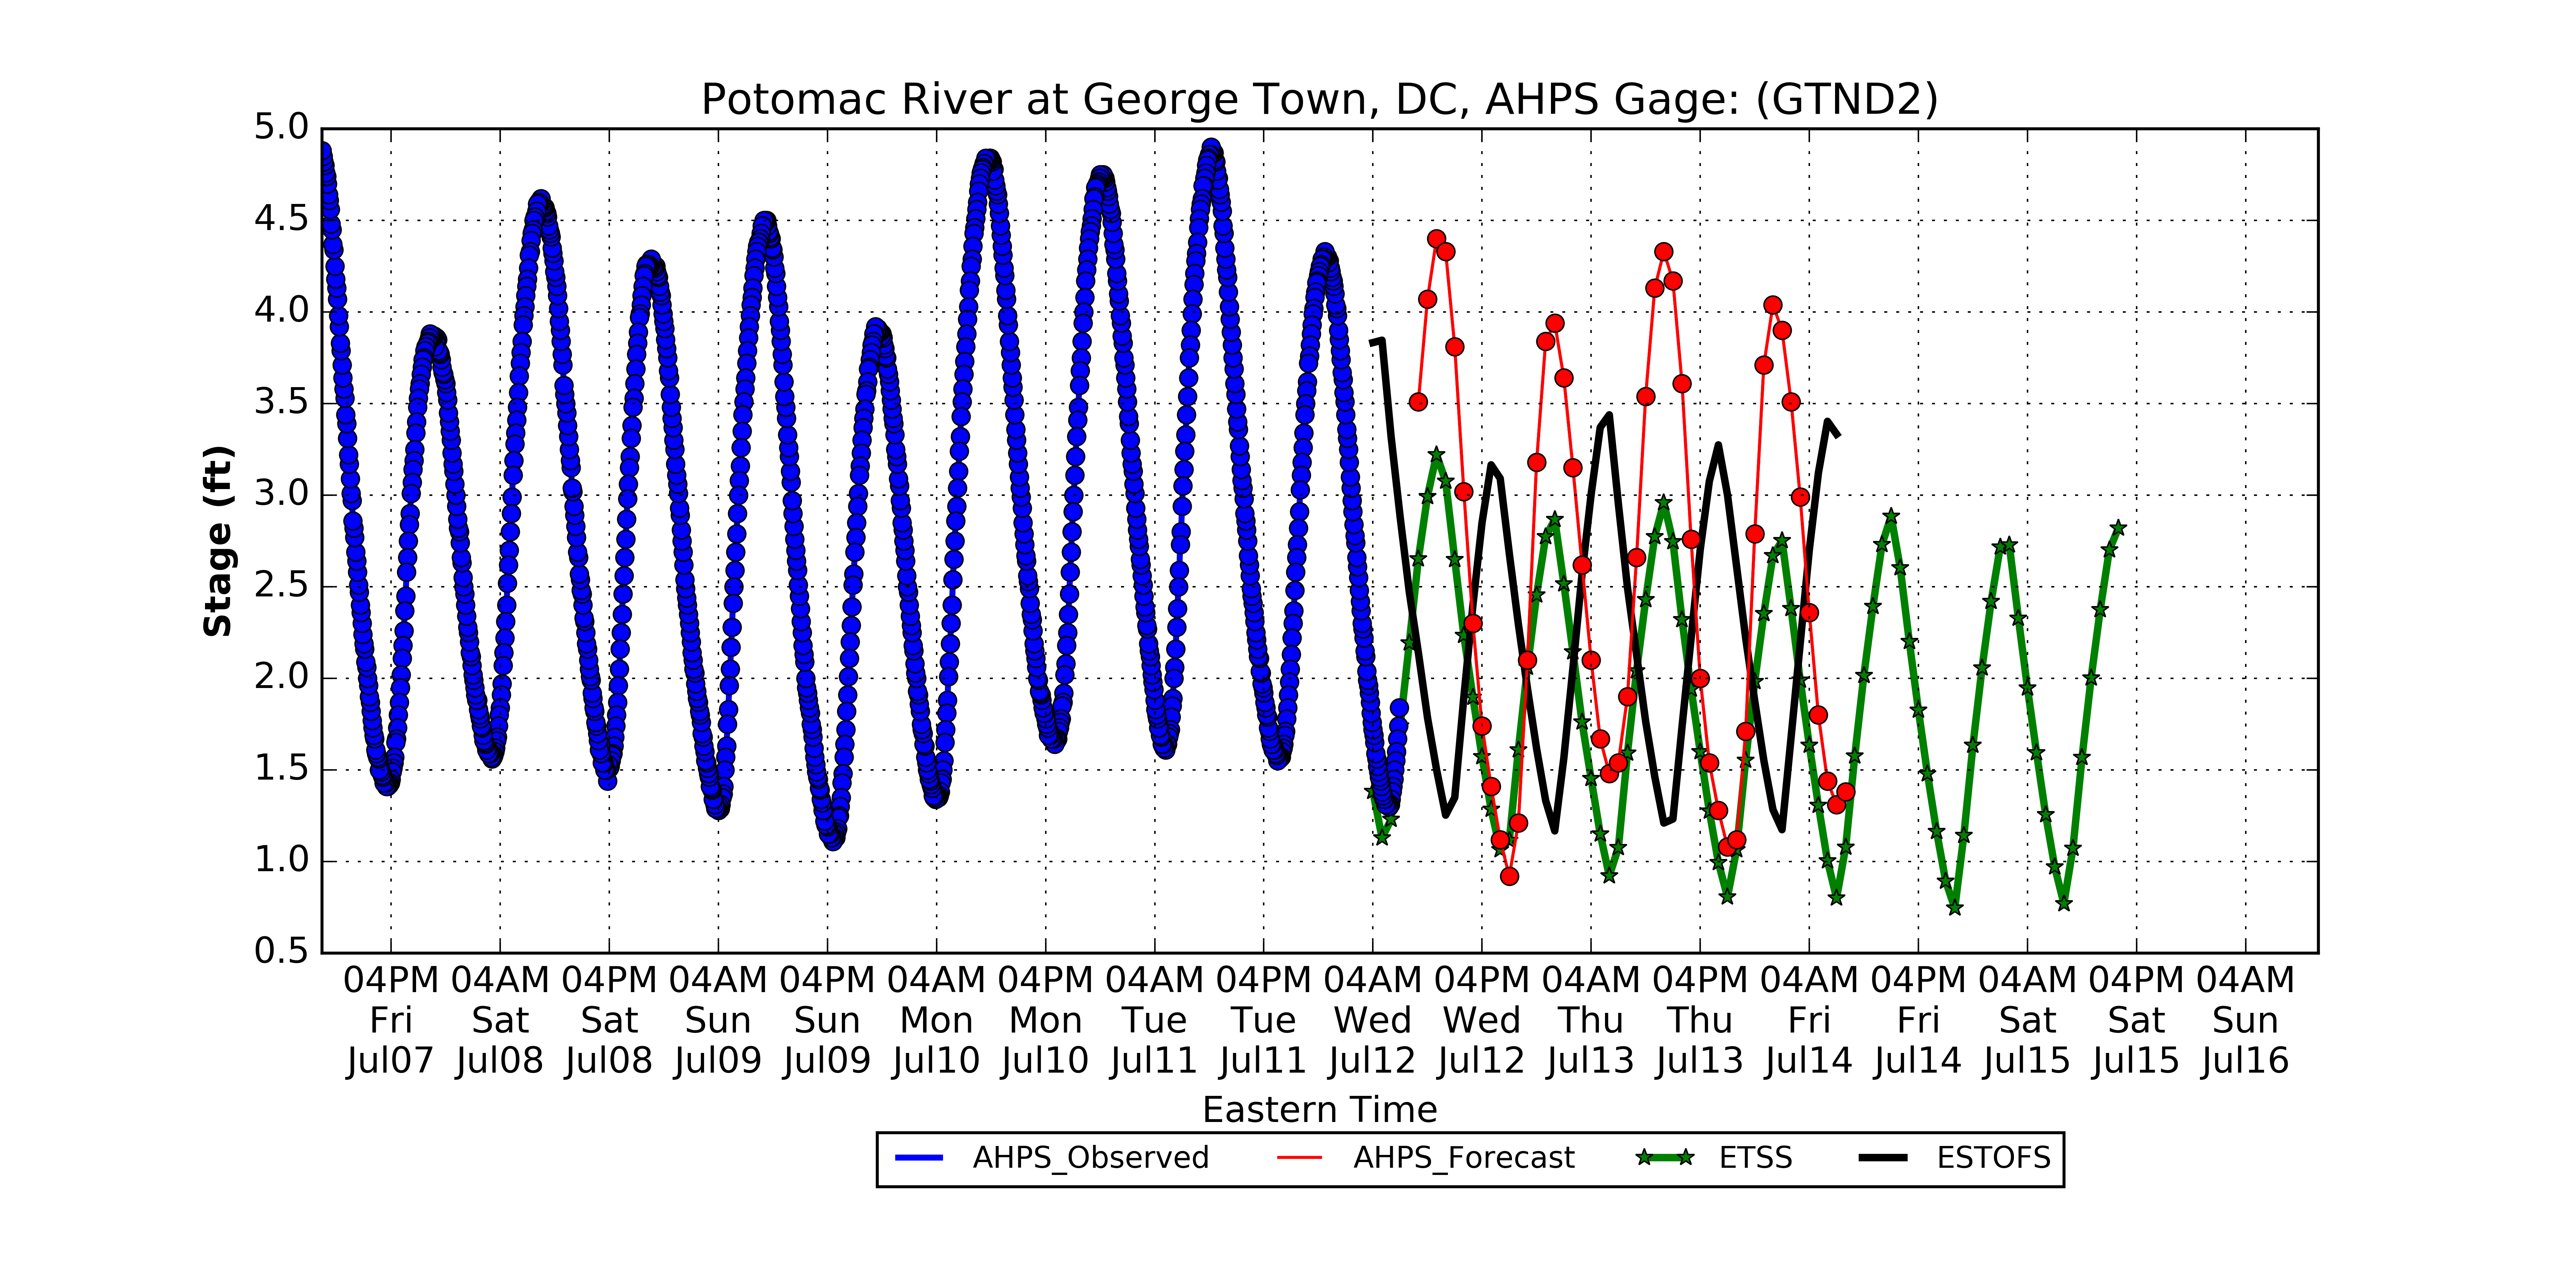 Potomac River at George Town, DC, AHPS Gage: (GTND2)
5.0
4.5
4.0
3.5
3.0
2.5
2.0
1.5
1.0
0.5
Stage (ft)
04PM 04AM 04PM 04AM 04PM 04AM 04PM 04AM 04PM 04AM 04PM 04AM 04PM 04AM 04PM 04AM 04PM 04AM
Fri Sat Sat Sun Sun Mon Mon Tue Tue Wed Wed Thu Thu Fri Fri Sat Sat Sun
Jul07 Jul08 Jul08 Jul09 Jul09 Jul10 Jul10 Jul11 Jul11 Jul12 Jul12 Jul13 Jul13 Jul14 Jul14 Jul15 Jul15 Jul16
Eastern Time
AHPS_Observed AHPS_Forecast ETSS ESTOFS